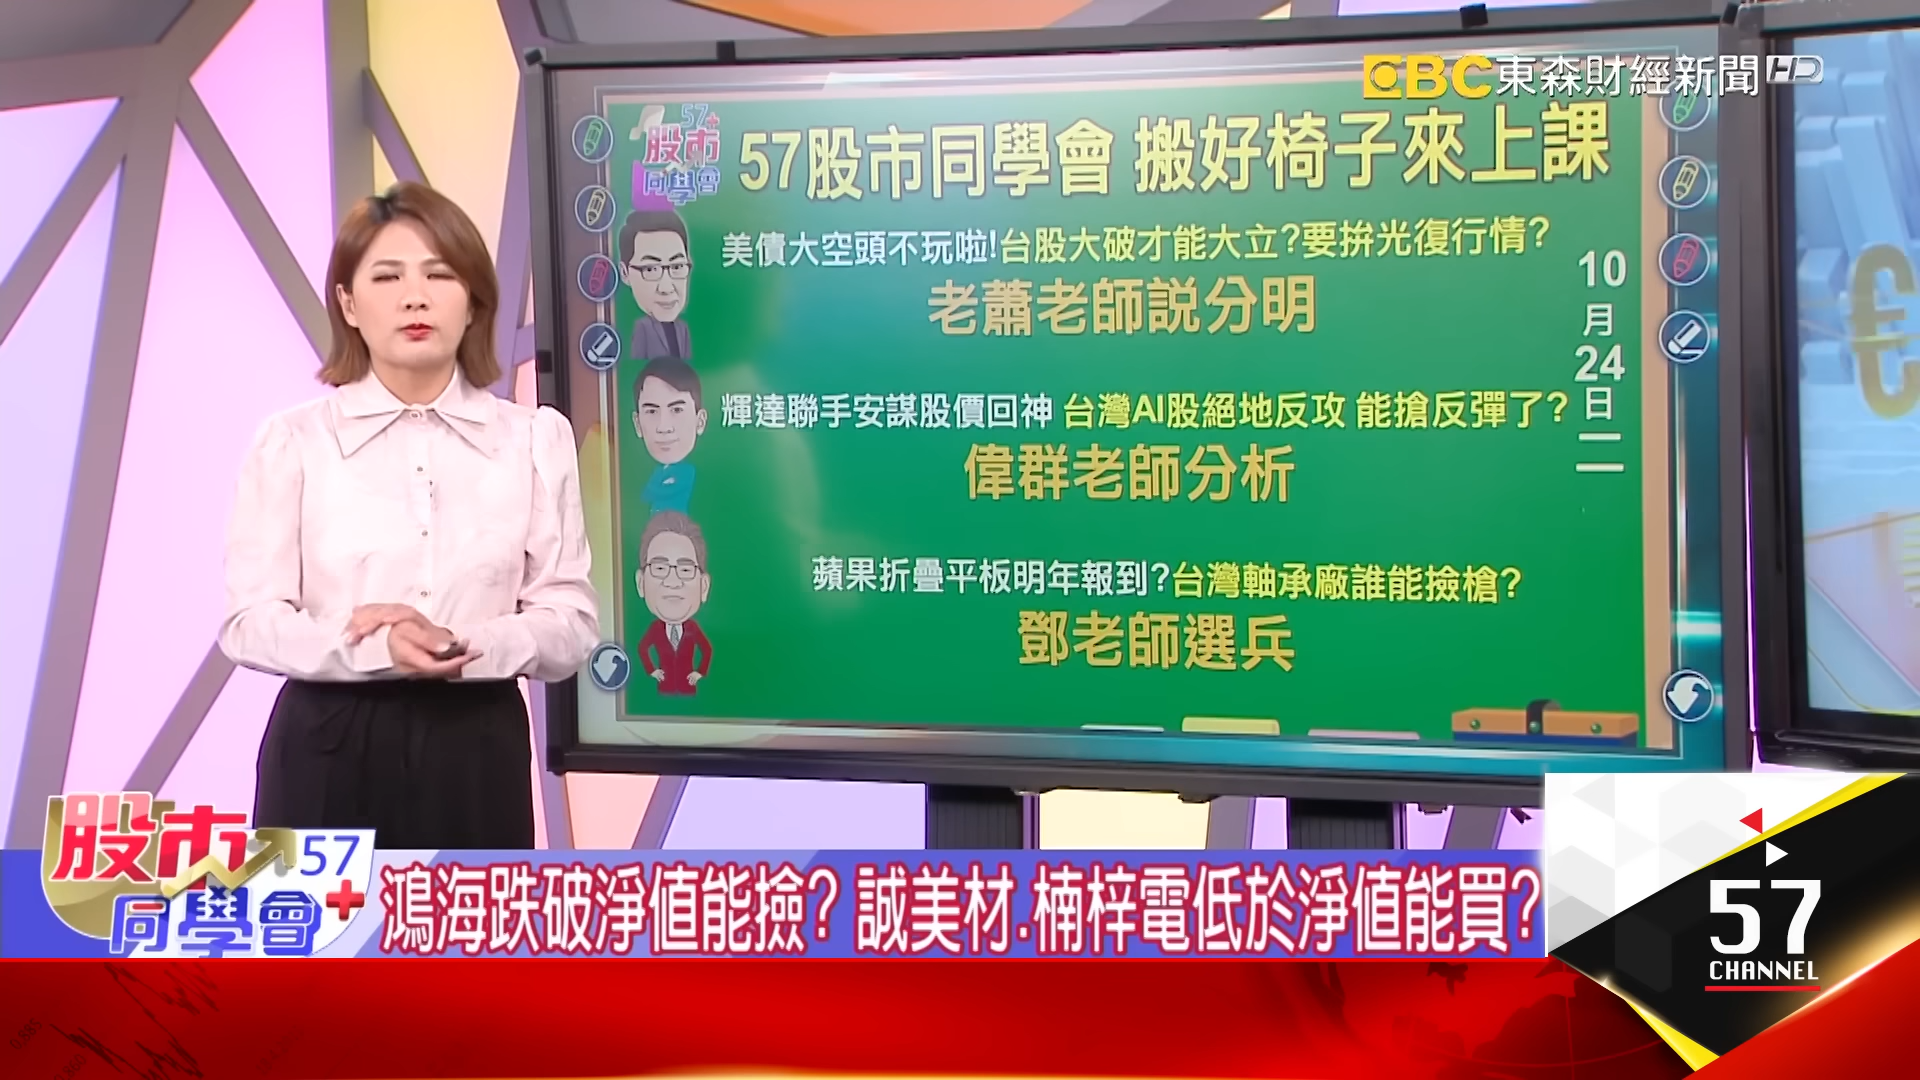 EBC東森財經新聞HD
57+
股市
同學會
57股市同學會 搬好椅子來上課
美債大空頭不玩啦!台股大破才能大立?要拚光復行情?
老蕭老師説分明
輝達聯手安謀股價回神 台灣AI股絕地反攻 能搶反彈了?
偉群老師分析
蘋果折疊平板明年報到?台灣軸承廠誰能撿槍?
鄧老師選兵
10
月
24
日
二
€
股市57
同學會+
鴻海跌破淨值能撿? 誠美材.楠梓電低於淨值能買?
57
CHANNEL